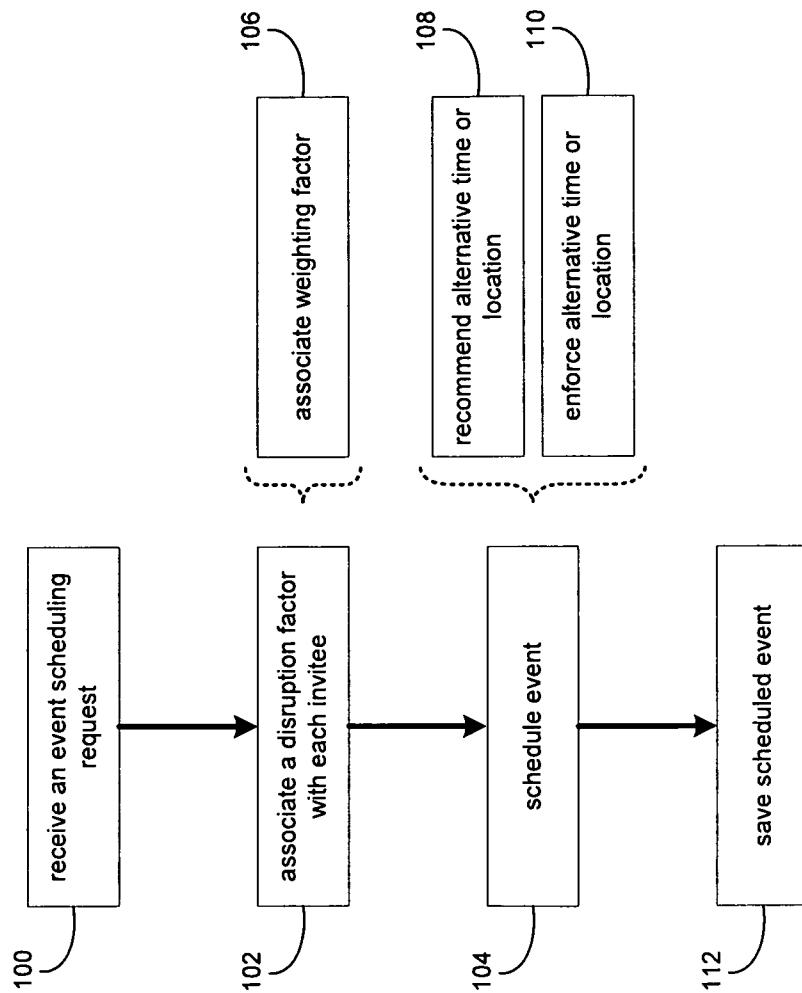 100
receive an event scheduling
request
102
associate a disruption factor
with each invitee
106
associate weighting factor
104
schedule event
108
recommend alternative time or
location
110
enforce alternative time or
location
112
save scheduled event